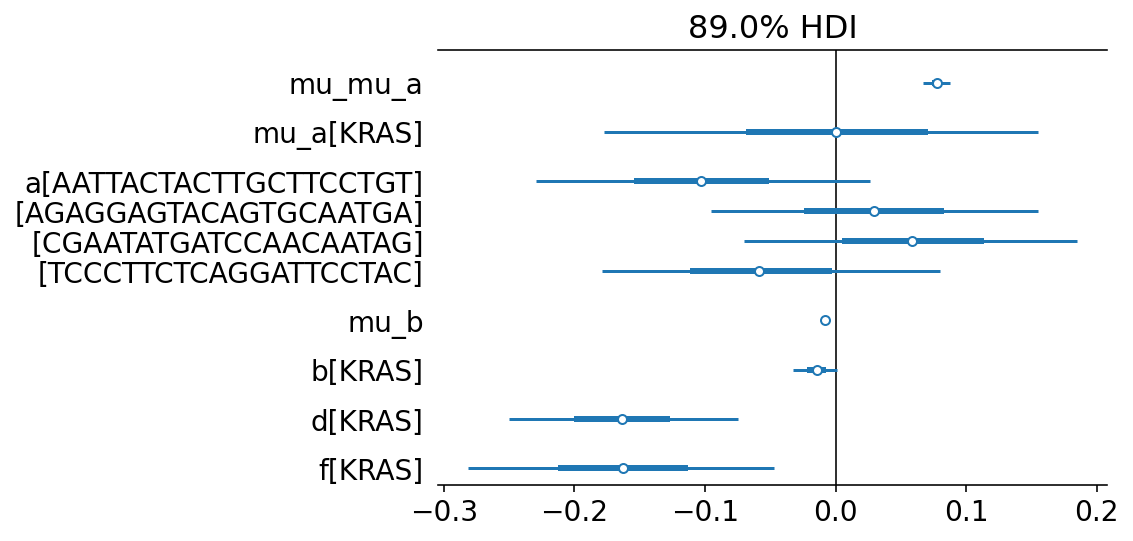 89.0% HDI
mu_mu_a
mu_a[KRAS]
a[AATTACTACTTGCTTCCTGT]
[AGAGGAGTACAGTGCAATGA]
[CGAATATGATCCAACAATAG]
[TCCCTTCTCAGGATTCCTAC]
mu_b
b[KRAS]
d[KRAS]
f[KRAS]
−0.3 −0.2 −0.1 0.0 0.1 0.2